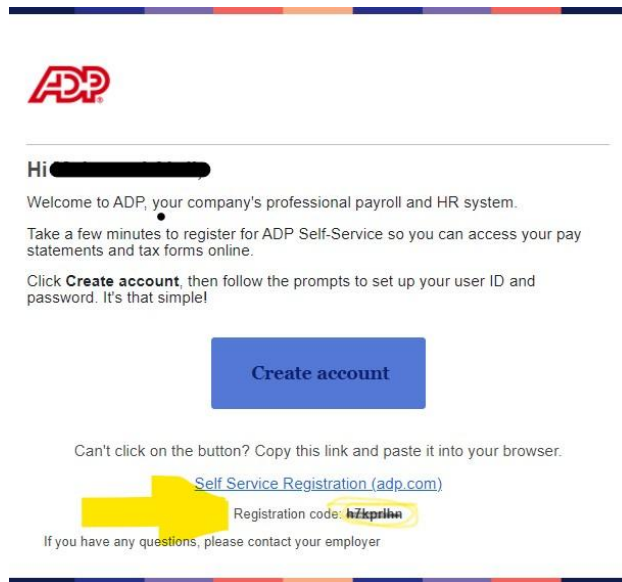 ADP
Hi
Welcome to ADP, your company's professional payroll and HR system.
Take a few minutes to register for ADP Self-Service so you can access your pay
statements and tax forms online.
Click Create account, then follow the prompts to set up your user ID and
password. It's that simple!
Create account
Can't click on the button? Copy this link and paste it into your browser.
Self Service Registration (adp.com)
Registration code:
If you have any questions, please contact your employer